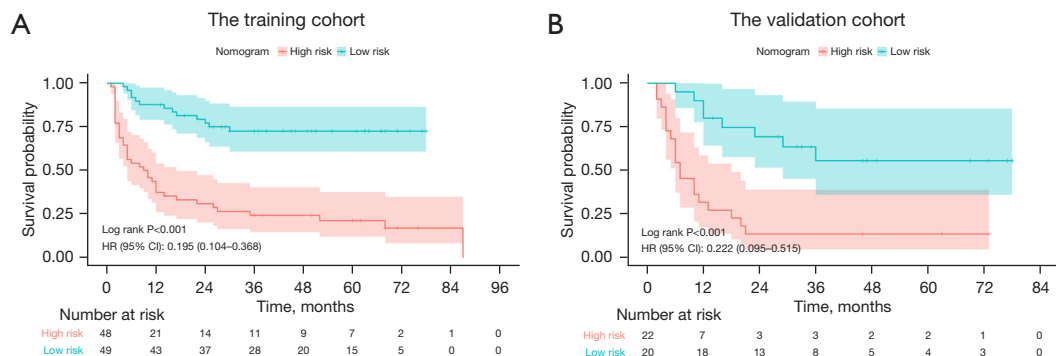 A
The training cohort
Nomogram High risk Low risk
Survival probability
1.00
0.75
0.50
0.25
0.00
Log rank P<0.001
HR (95% CI): 0.195 (0.104–0.368)
0 12 24 36 48 60 72 84 96
Time, months
Number at risk
High risk 48 21 14 11 9 7 2 1 0
Low risk 49 43 37 28 20 15 5 0 0
B
The validation cohort
Nomogram High risk Low risk
Survival probability
1.00
0.75
0.50
0.25
0.00
Log rank P<0.001
HR (95% CI): 0.222 (0.095–0.515)
0 12 24 36 48 60 72 84
Time, months
Number at risk
High risk 22 7 3 3 2 2 1 0
Low risk 20 18 13 8 5 4 3 0